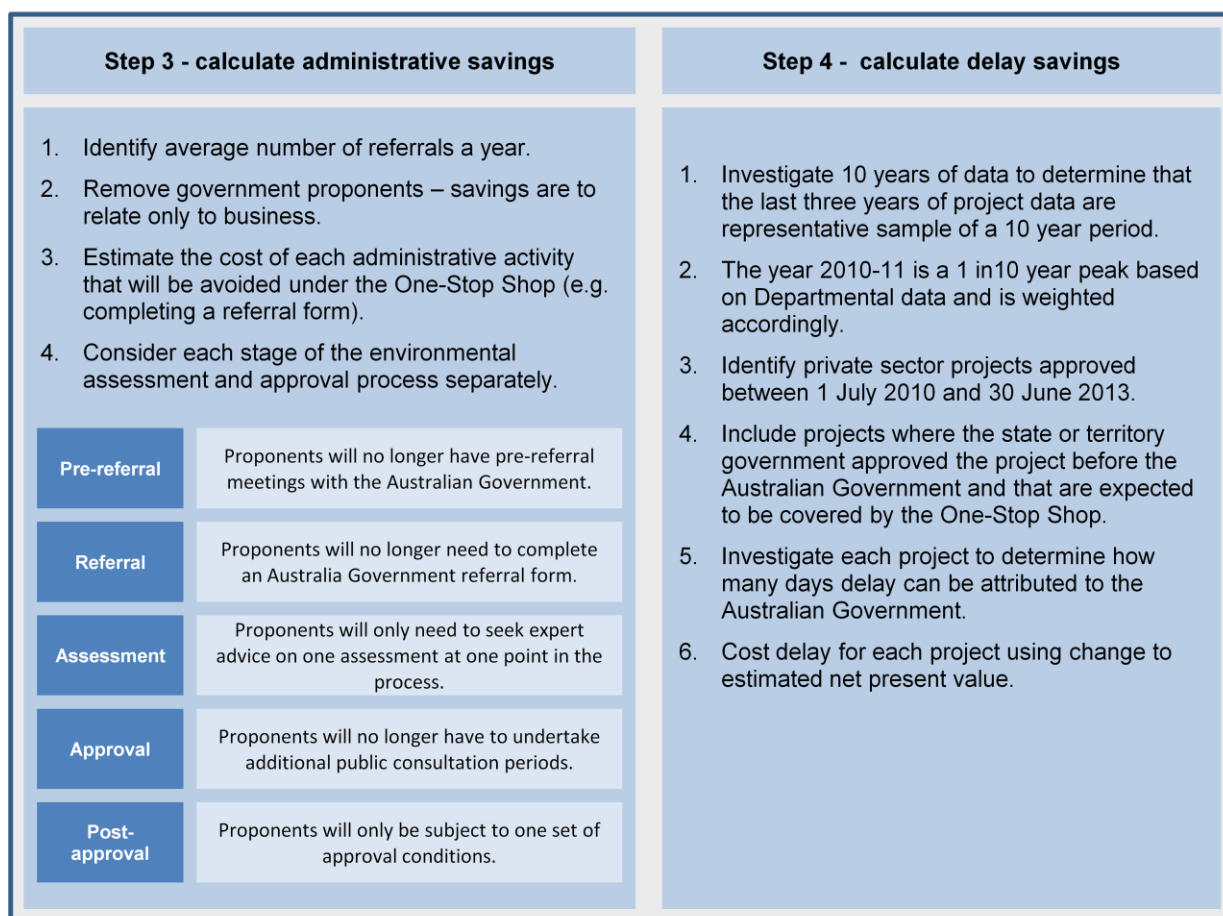 Step 3 - calculate administrative savings
1. Identify average number of referrals a year.
2. Remove government proponents – savings are to
relate only to business.
3. Estimate the cost of each administrative activity
that will be avoided under the One-Stop Shop (e.g.
completing a referral form).
4. Consider each stage of the environmental
assessment and approval process separately.
Pre-referral
Proponents will no longer have pre-referral
meetings with the Australian Government.
Referral
Proponents will no longer need to complete
an Australia Government referral form.
Assessment
Proponents will only need to seek expert
advice on one assessment at one point in the
process.
Approval
Proponents will no longer have to undertake
additional public consultation periods.
Post-
approval
Proponents will only be subject to one set of
approval conditions.
Step 4 - calculate delay savings
1. Investigate 10 years of data to determine that
the last three years of project data are
representative sample of a 10 year period.
2. The year 2010-11 is a 1 in10 year peak based
on Departmental data and is weighted
accordingly.
3. Identify private sector projects approved
between 1 July 2010 and 30 June 2013.
4. Include projects where the state or territory
government approved the project before the
Australian Government and that are expected
to be covered by the One-Stop Shop.
5. Investigate each project to determine how
many days delay can be attributed to the
Australian Government.
6. Cost delay for each project using change to
estimated net present value.